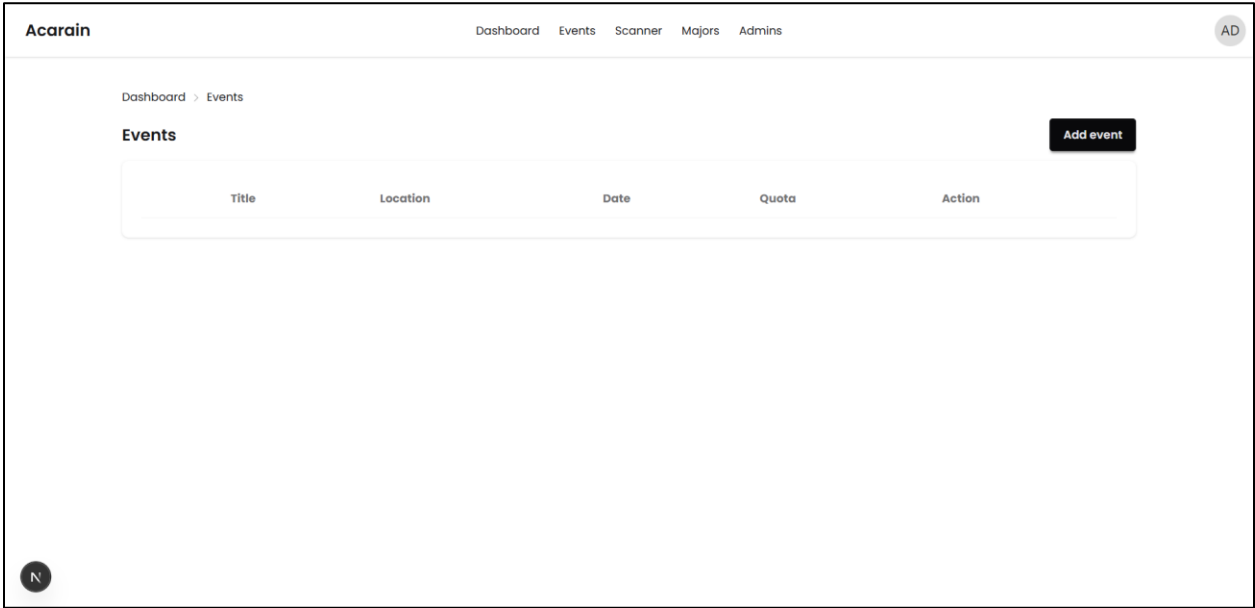 Acarain Dashboard Events Scanner Majors Admins AD
Dashboard > Events
Events Add event
Title Location Date Quota Action
N